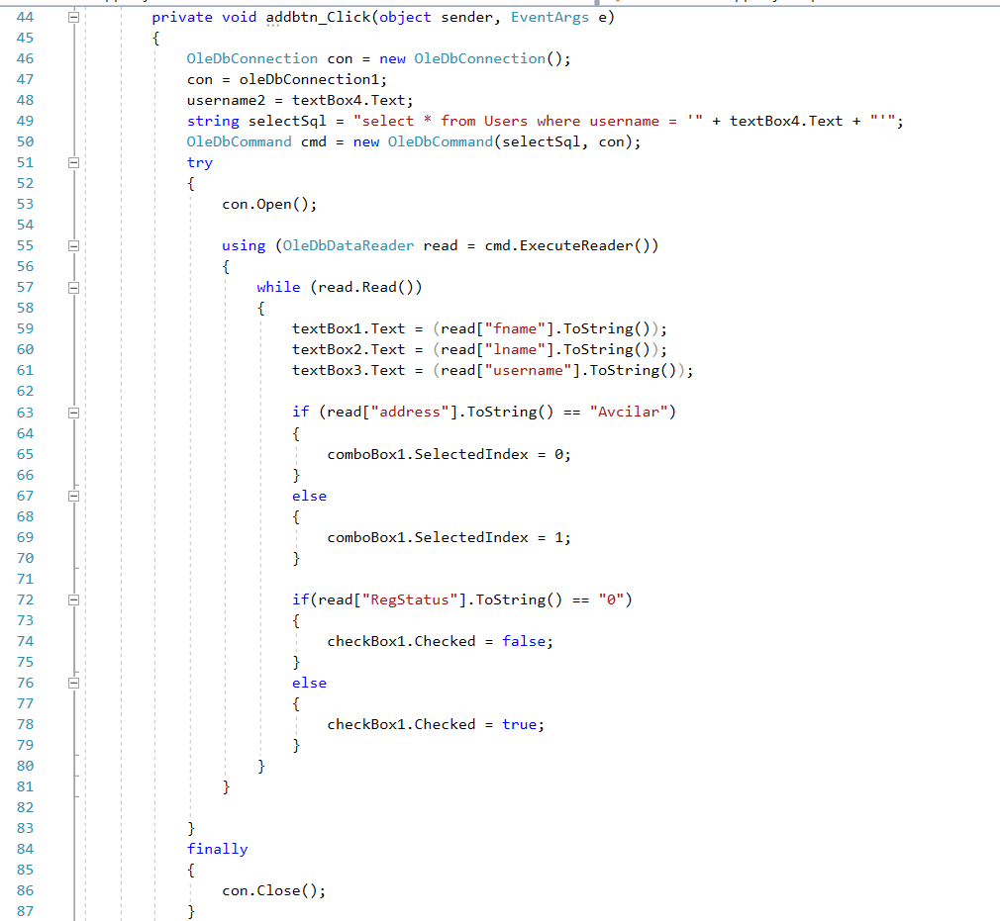 44 private void addbtn_Click(object sender, EventArgs e)
45 {
46 OleDbConnection con = new OleDbConnection();
47 con = oleDbConnection1;
48 username2 = textBox4.Text;
49 string selectSql = "select * from Users where username = '" + textBox4.Text + "'";
50 OleDbCommand cmd = new OleDbCommand(selectSql, con);
51 try
52 {
53 con.Open();
54
55 using (OleDbDataReader read = cmd.ExecuteReader())
56 {
57 while (read.Read())
58 {
59 textBox1.Text = (read["fname"].ToString());
60 textBox2.Text = (read["lname"].ToString());
61 textBox3.Text = (read["username"].ToString());
62
63 if (read["address"].ToString() == "Avcilar")
64 {
65 comboBox1.SelectedIndex = 0;
66 }
67 else
68 {
69 comboBox1.SelectedIndex = 1;
70 }
71
72 if(read["RegStatus"].ToString() == "0")
73 {
74 checkBox1.Checked = false;
75 }
76 else
77 {
78 checkBox1.Checked = true;
79 }
80 }
81 }
82
83 }
84 finally
85 {
86 con.Close();
87 }